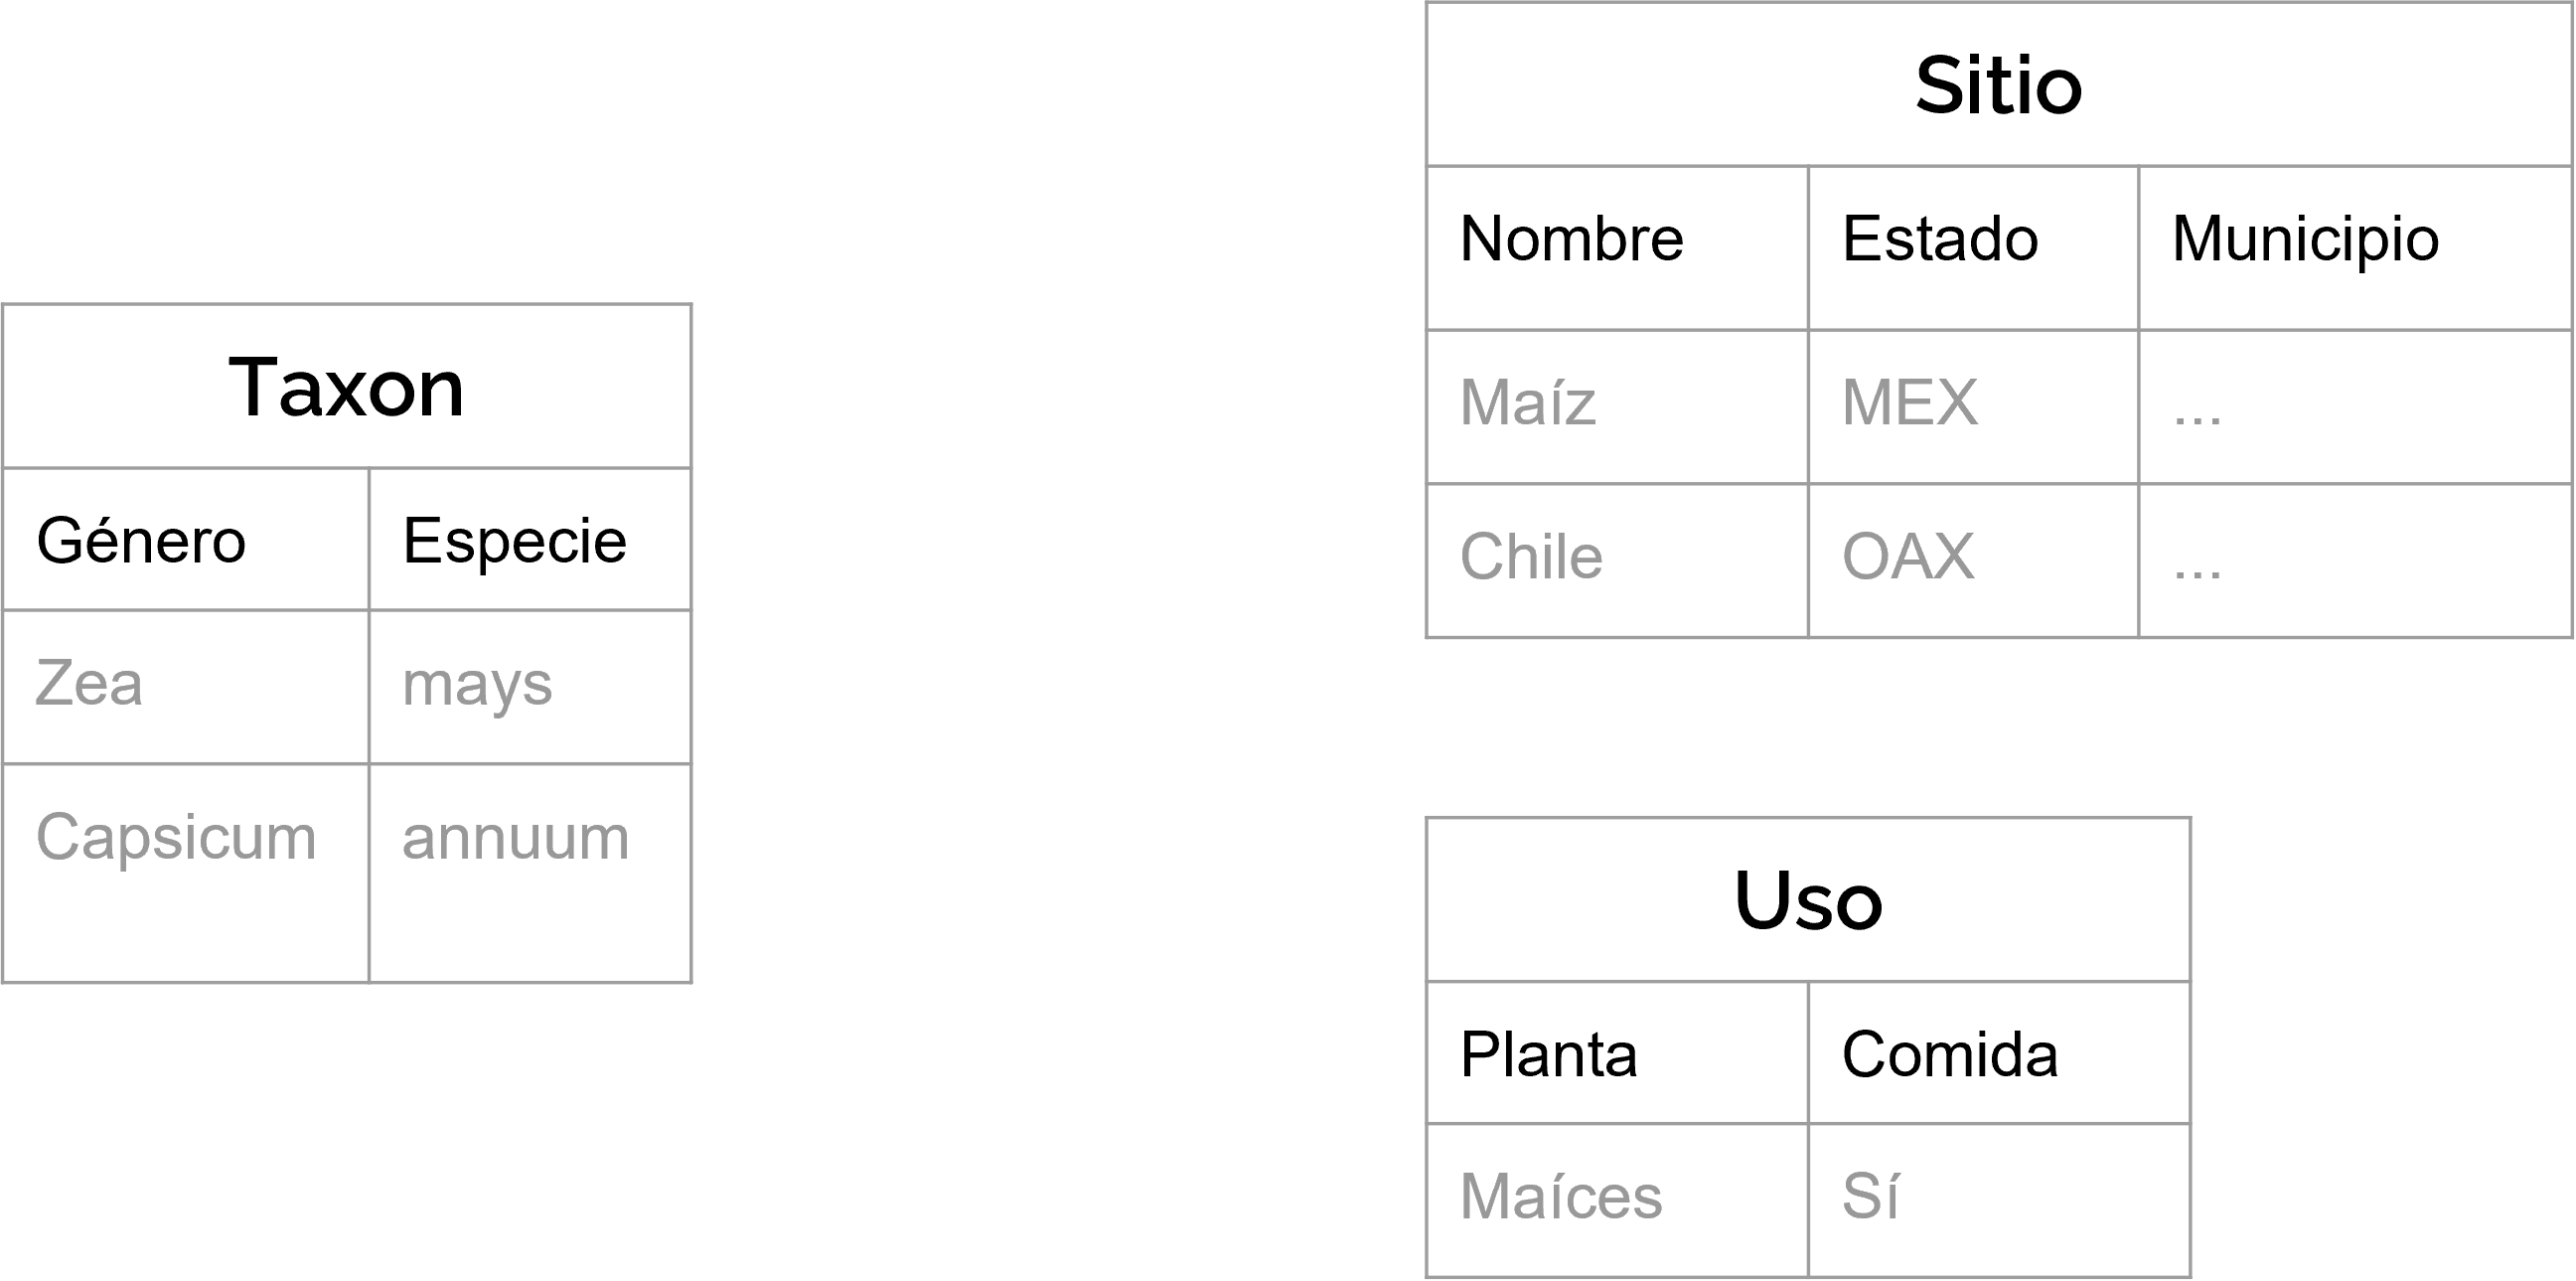 Taxon
Género Especie
Zea mays
Capsicum annuum
Sitio
Nombre Estado Municipio
Maíz MEX ...
Chile OAX ...
Uso
Planta Comida
Maíces Sí